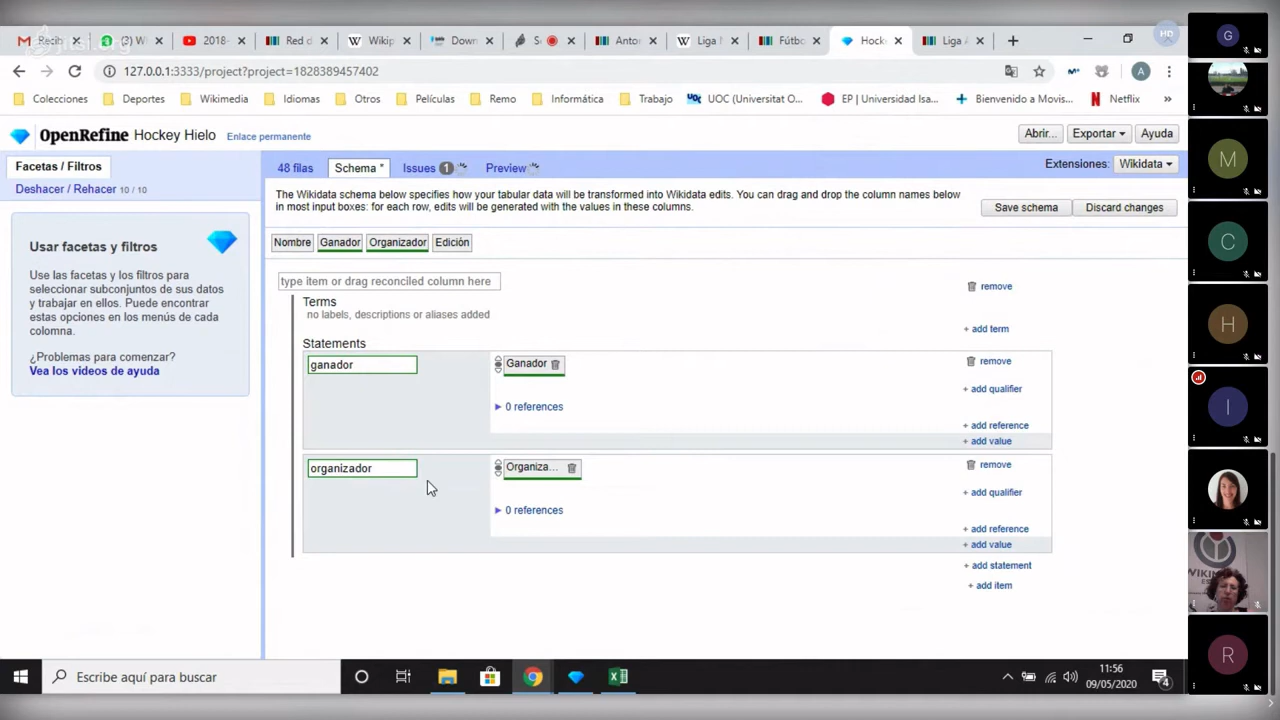 jitsi.org
Recib
(3) W
2018-
Red d
Wikip
Down
S
Anton
Liga N
Fútbo
Hock
Liga A
HD
127.0.0.1:3333/project?project=1828389457402
A
Colecciones
Deportes
Wikimedia
Idiomas
Otros
Películas
Remo
Informática
Trabajo
UOC (Universitat O...
EP | Universidad Isa...
Bienvenido a Movis...
Netflix
»
OpenRefine Hockey Hielo Enlace permanente
Abrir...
Exportar
Ayuda
Facetas / Filtros
Deshacer / Rehacer 10 / 10
48 filas
Schema *
Issues 1
Preview
Extensiones: Wikidata
The Wikidata schema below specifies how your tabular data will be transformed into Wikidata edits. You can drag and drop the column names below
in most input boxes: for each row, edits will be generated with the values in these columns.
Save schema
Discard changes
Usar facetas y filtros
Use las facetas y los filtros para
seleccionar subconjuntos de sus datos
y trabajar en ellos. Puede encontrar
estas opciones en los menús de cada
colomna.
¿Problemas para comenzar?
Vea los videos de ayuda
Nombre
Ganador
Organizador
Edición
type item or drag reconciled column here
remove
Terms
no labels, descriptions or aliases added
+ add term
Statements
ganador
Ganador
remove
+ add qualifier
0 references
+ add reference
+ add value
organizador
Organiza...
remove
+ add qualifier
0 references
+ add reference
+ add value
+ add statement
+ add item
G
M
C
H
I
R
WIKI
ES
Escribe aquí para buscar
11:56
09/05/2020
4